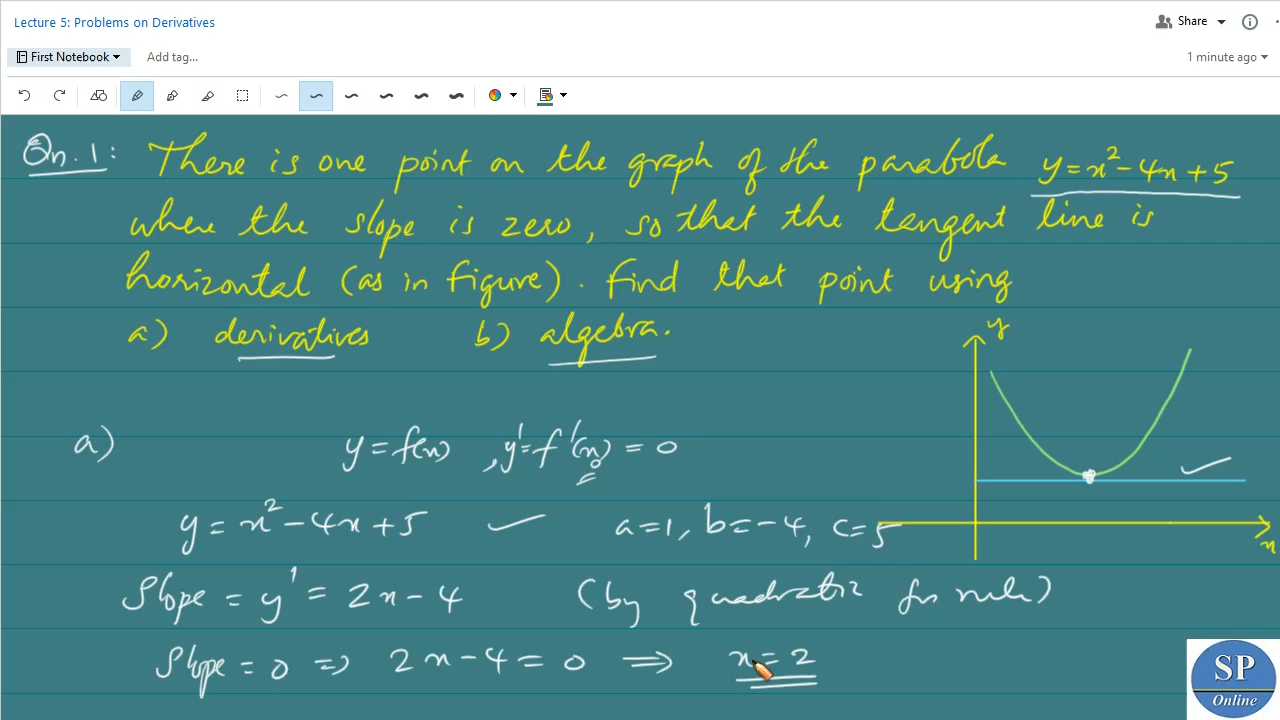 Lecture 5: Problems on Derivatives
Share
First Notebook
Add tag...
1 minute ago
Qn. 1: There is one point on the graph of the parabola y = x² - 4x + 5
where the slope is zero, so that the tangent line is
horizontal (as in figure). Find that point using
a) derivatives b) algebra.
y
a) y = f(x), y' = f'(x₀) = 0
y = x² - 4x + 5 a = 1, b = -4, c = 5
x
Slope = y' = 2x - 4 (by quadratic formula)
Slope = 0 ⇒ 2x - 4 = 0 ⇒ x = 2
SP
Online